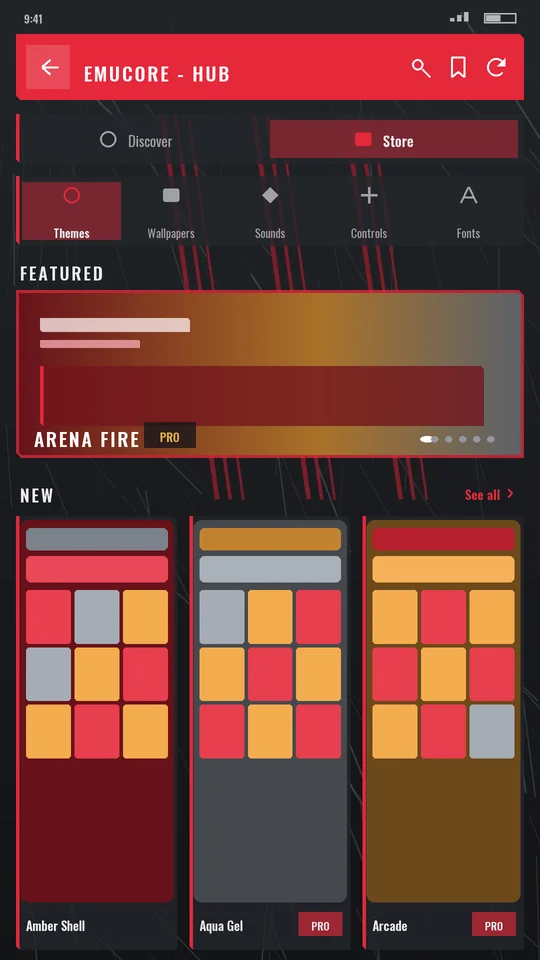 9:41
EMUCORE - HUB
Discover
Store
Themes
Wallpapers
Sounds
Controls
Fonts
FEATURED
ARENA FIRE
PRO
NEW
See all
Amber Shell
Aqua Gel
PRO
Arcade
PRO